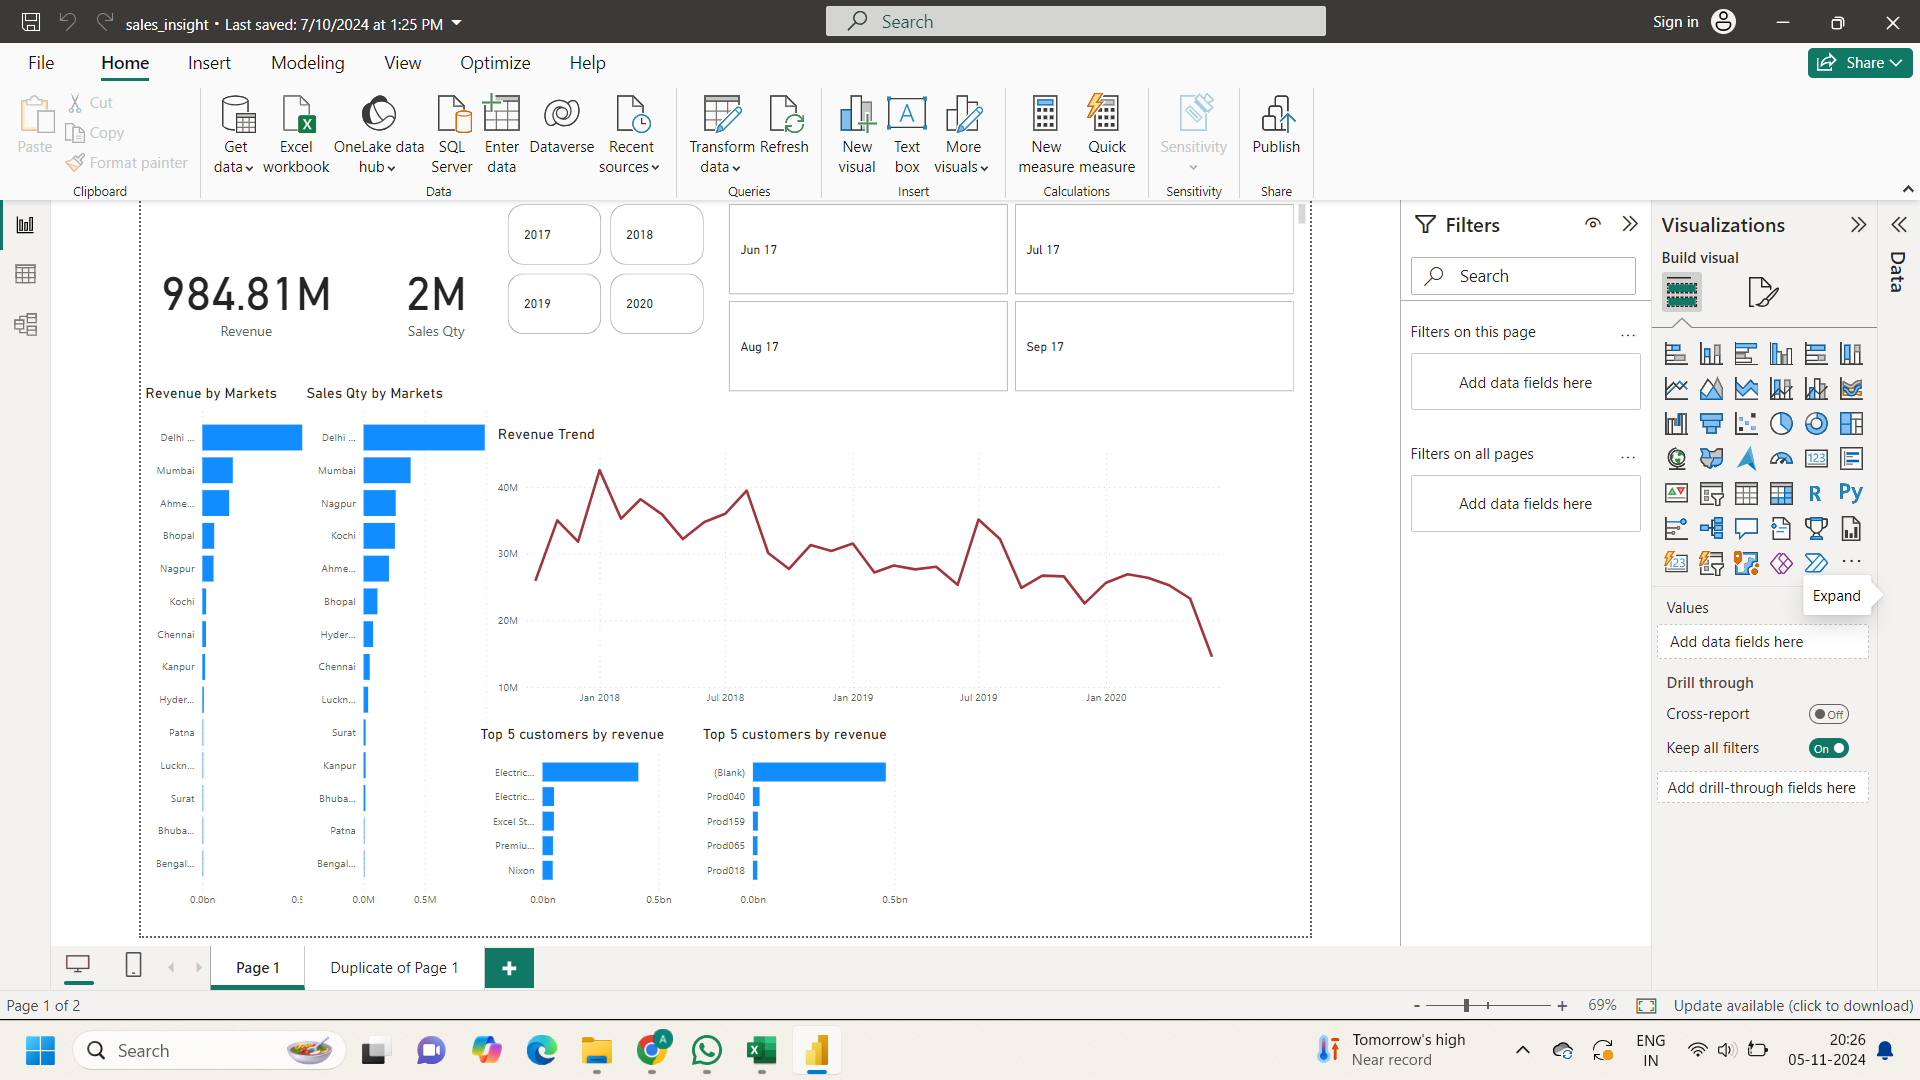 sales_insight • Last saved: 7/10/2024 at 1:25 PM
Search
Sign in
File Home Insert Modeling View Optimize Help
Share
Paste
Cut
Copy
Format painter
Clipboard
Get data
Excel workbook
OneLake data hub
SQL Server
Enter data
Dataverse
Recent sources
Data
Transform data
Refresh
Queries
New visual
Text box
More visuals
Insert
New measure
Quick measure
Calculations
Sensitivity
Sensitivity
Publish
Share
984.81M
Revenue
2M
Sales Qty
2017
2018
2019
2020
Jun 17
Jul 17
Aug 17
Sep 17
Revenue by Markets
Delhi ...
Mumbai
Ahme...
Bhopal
Nagpur
Kochi
Chennai
Kanpur
Hyder...
Patna
Luckn...
Surat
Bhuba...
Bengal...
0.0bn
0.5
Sales Qty by Markets
Delhi ...
Mumbai
Nagpur
Kochi
Ahme...
Bhopal
Hyder...
Chennai
Luckn...
Surat
Kanpur
Bhuba...
Patna
Bengal...
0.0M 0.5M
Revenue Trend
40M
30M
20M
10M
Jan 2018 Jul 2018 Jan 2019 Jul 2019 Jan 2020
Top 5 customers by revenue
Electric...
Electric...
Excel St...
Premiu...
Nixon
0.0bn 0.5bn
Top 5 customers by revenue
(Blank)
Prod040
Prod159
Prod065
Prod018
0.0bn 0.5bn
Filters
Search
Filters on this page ...
Add data fields here
Filters on all pages ...
Add data fields here
Visualizations
Build visual
123
R Py
123
...
Expand
Values
Add data fields here
Drill through
Cross-report Off
Keep all filters On
Add drill-through fields here
Data
Page 1
Duplicate of Page 1
+
Page 1 of 2
- + 69%
Update available (click to download)
Search
Tomorrow's high
Near record
ENG
IN
20:26
05-11-2024